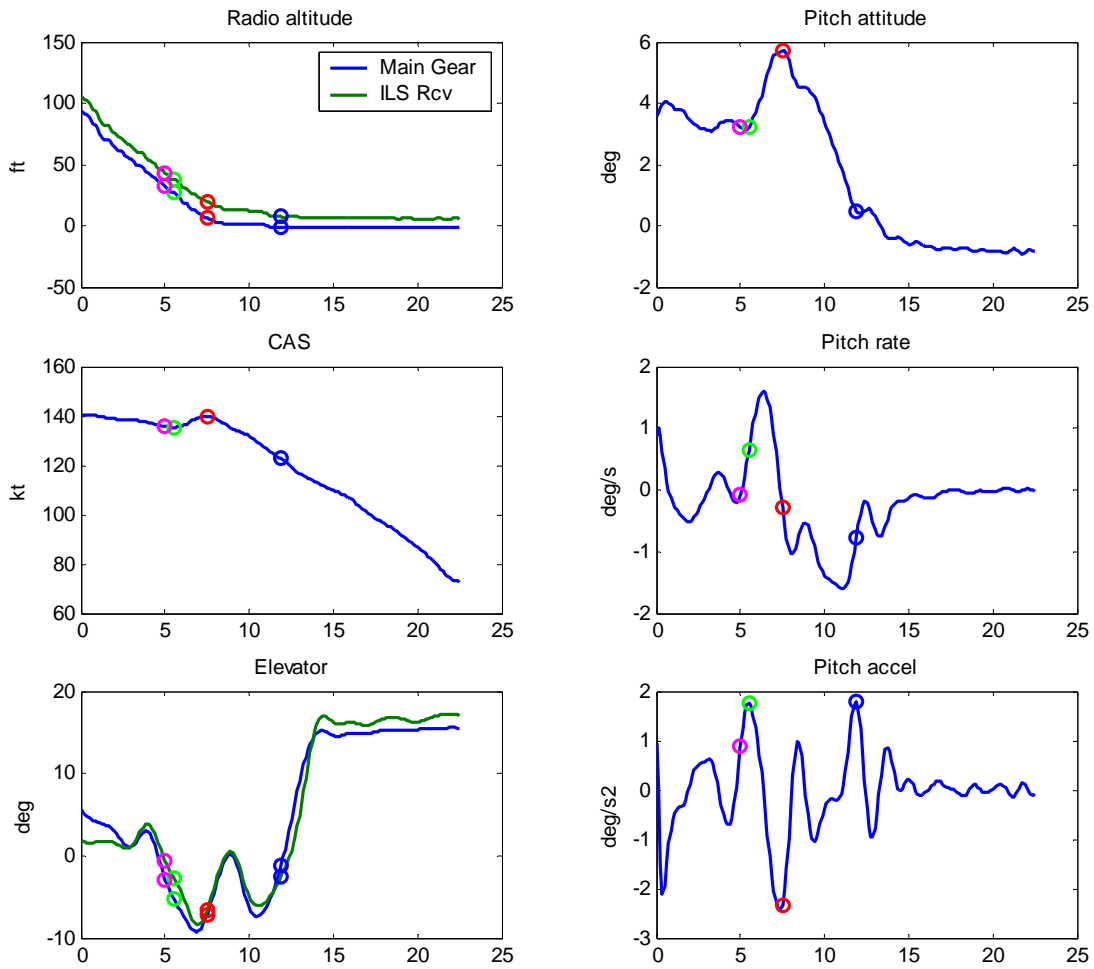 Radio altitude
150
100
50
0
-50
ft
0 5 10 15 20 25
Main Gear
ILS Rcv
Pitch attitude
6
4
2
0
-2
deg
0 5 10 15 20 25
CAS
160
140
120
100
80
60
kt
0 5 10 15 20 25
Pitch rate
2
1
0
-1
-2
deg/s
0 5 10 15 20 25
Elevator
20
10
0
-10
deg
0 5 10 15 20 25
Pitch accel
2
1
0
-1
-2
-3
deg/s2
0 5 10 15 20 25